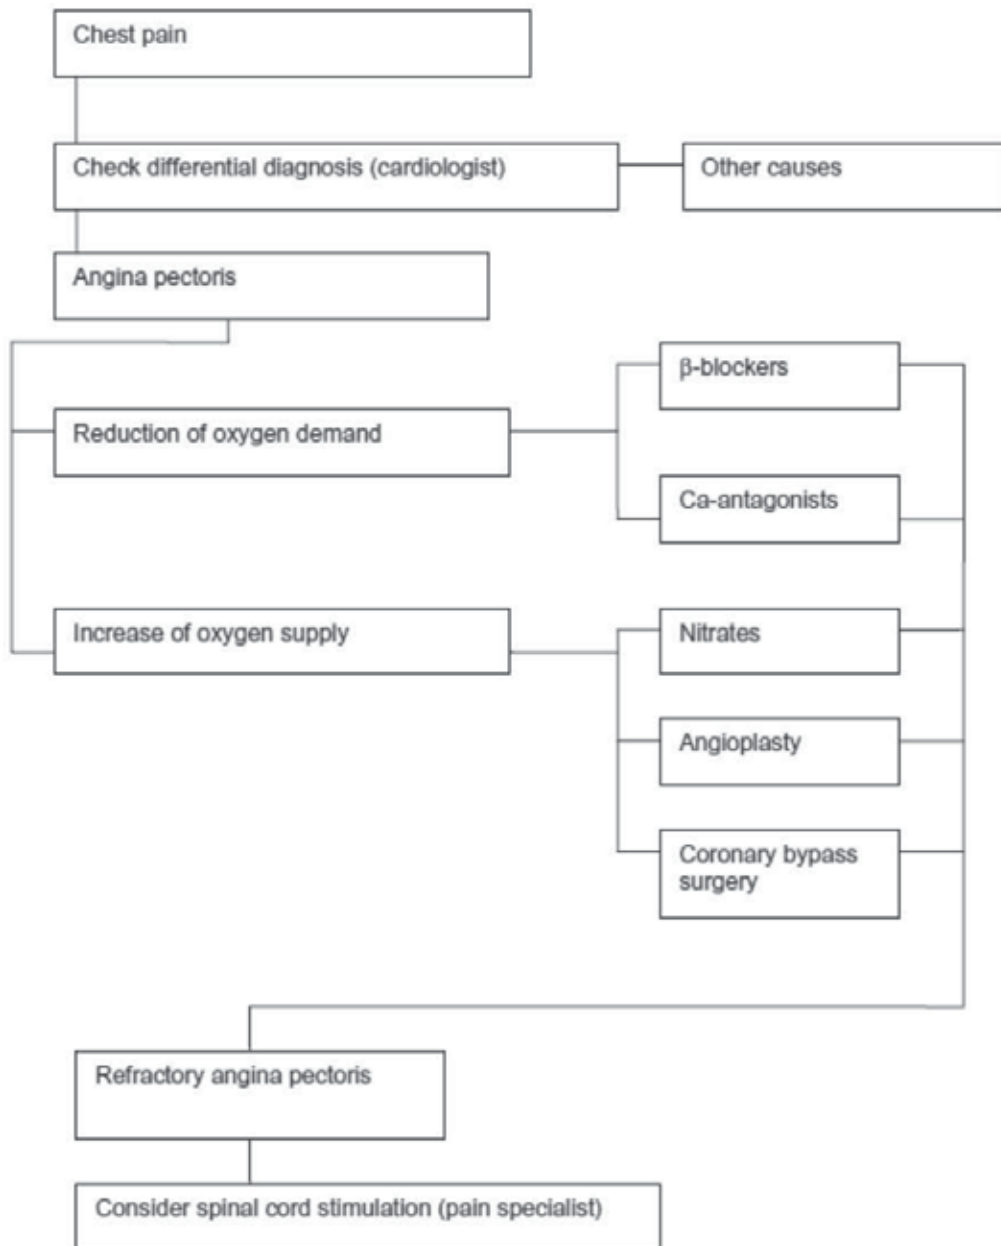 Chest pain
Check differential diagnosis (cardiologist)
Other causes
Angina pectoris
β-blockers
Reduction of oxygen demand
Ca-antagonists
Increase of oxygen supply
Nitrates
Angioplasty
Coronary bypass
surgery
Refractory angina pectoris
Consider spinal cord stimulation (pain specialist)